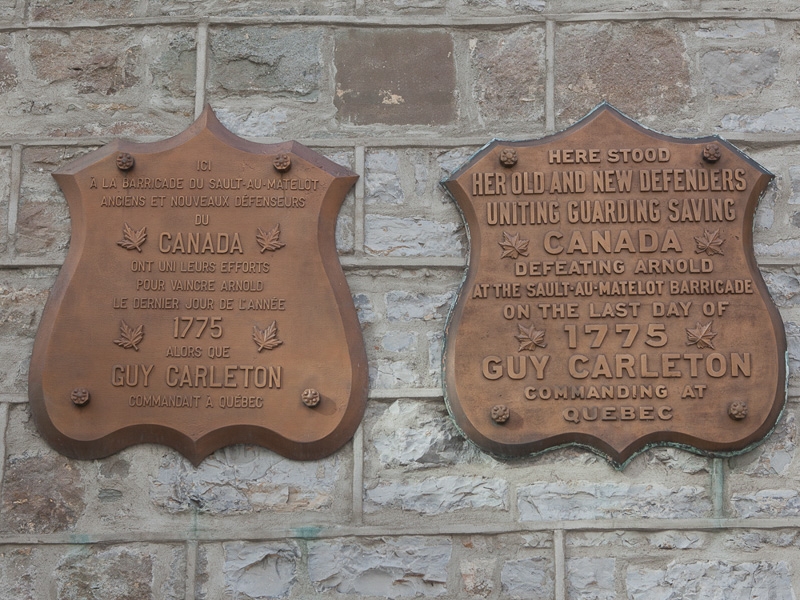 ICI
À LA BARRICADE DU SAULT-AU-MATELOT
ANCIENS ET NOUVEAUX DÉFENSEURS
DU
CANADA
ONT UNI LEURS EFFORTS
POUR VAINCRE ARNOLD
LE DERNIER JOUR DE L'ANNÉE
1775
ALORS QUE
GUY CARLETON
COMMANDAIT À QUÉBEC
HERE STOOD
HER OLD AND NEW DEFENDERS
UNITING GUARDING SAVING
CANADA
DEFEATING ARNOLD
AT THE SAULT-AU-MATELOT BARRICADE
ON THE LAST DAY OF
1775
GUY CARLETON
COMMANDING AT
QUEBEC